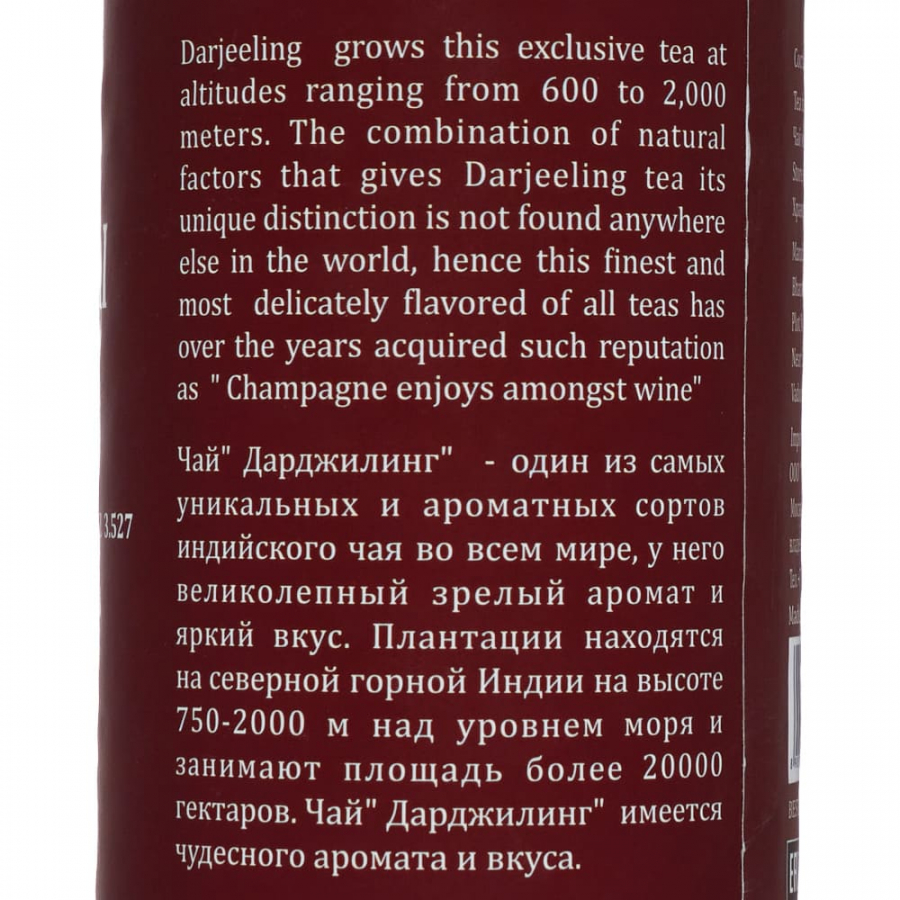 Darjeeling grows this exclusive tea at
altitudes ranging from 600 to 2,000
meters. The combination of natural
factors that gives Darjeeling tea its
unique distinction is not found anywhere
else in the world, hence this finest and
most delicately flavored of all teas has
over the years acquired such reputation
as " Champagne enjoys amongst wine"
Чай" Дарджилинг" - один из самых
уникальных и ароматных сортов
индийского чая во всем мире, у него
великолепный зрелый аромат и
яркий вкус. Плантации находятся
на северной горной Индии на высоте
750-2000 м над уровнем моря и
занимают площадь более 20000
гектаров. Чай" Дарджилинг" имеется
чудесного аромата и вкуса.
3.527